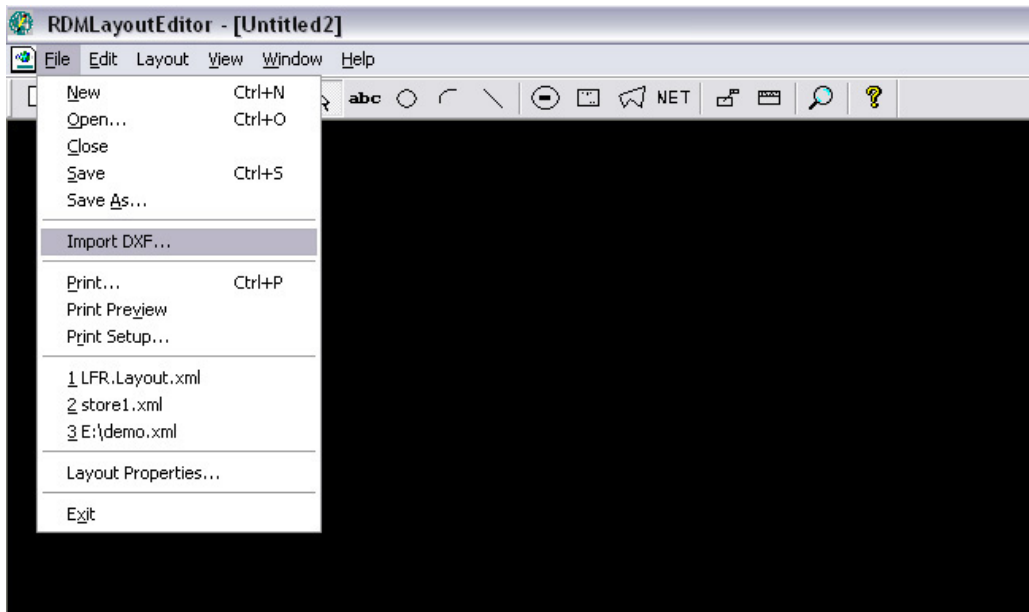 RDMLayoutEditor - [Untitled2]
File Edit Layout View Window Help
abc NET
New Ctrl+N
Open... Ctrl+O
Close
Save Ctrl+S
Save As...
Import DXF...
Print... Ctrl+P
Print Preview
Print Setup...
1 LFR.Layout.xml
2 store1.xml
3 E:\demo.xml
Layout Properties...
Exit